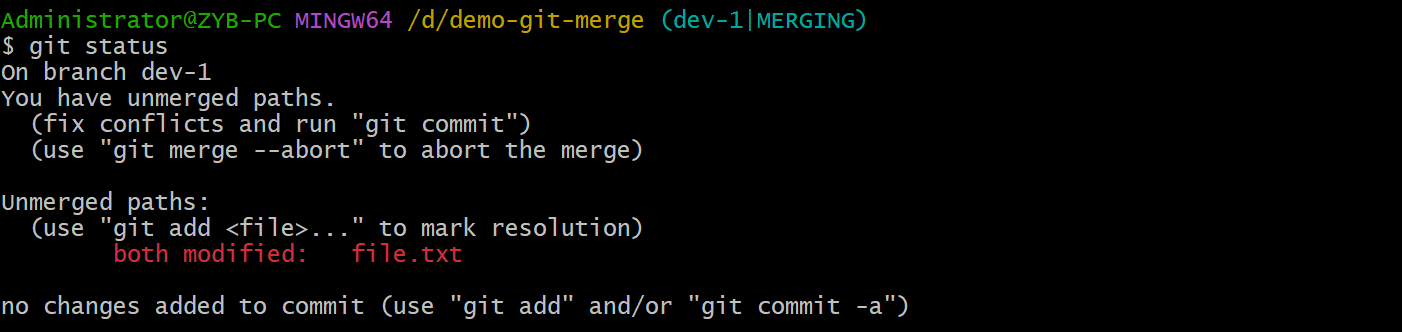 Administrator@ZYB-PC MINGW64 /d/demo-git-merge (dev-1|MERGING)
$ git status
On branch dev-1
You have unmerged paths.
  (fix conflicts and run "git commit")
  (use "git merge --abort" to abort the merge)

Unmerged paths:
  (use "git add <file>..." to mark resolution)
        both modified:   file.txt

no changes added to commit (use "git add" and/or "git commit -a")